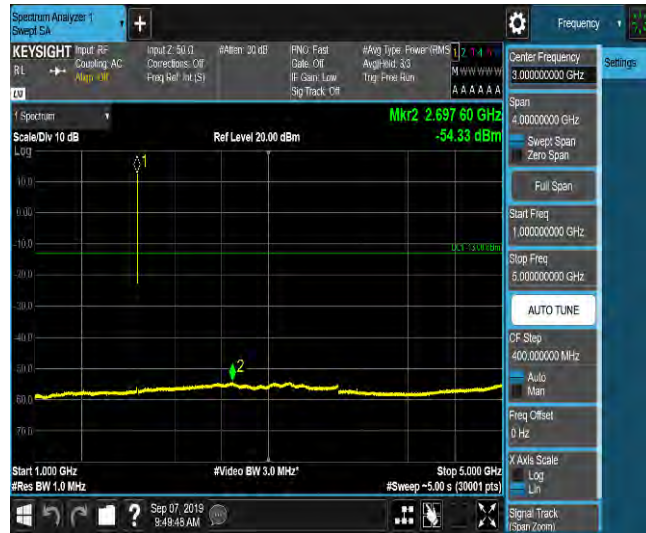 Spectrum Analyzer 1
Swept SA
+
Frequency
KEYSIGHT
RL
Input: RF
Coupling: AC
Align: Off
Input Z: 50 Ω
Corrections: Off
Freq Ref: Int (S)
#Atten: 30 dB
PNO: Fast
Gate: Off
IF Gain: Low
Sig Track: Off
#Avg Type: Power (RMS
Avg|Hold: 3/3
Trig: Free Run
1 2 3 4 5 6
M W W W W W
A A A A A A
1 Spectrum
Scale/Div 10 dB
Log
Ref Level 20.00 dBm
Mkr2 2.697 60 GHz
-54.33 dBm
1
10.0
0.00
-10.0
DL1 -13.00 dBm
-20.0
-30.0
-40.0
-50.0
2
-60.0
-70.0
Start 1.000 GHz
#Video BW 3.0 MHz*
Stop 5.000 GHz
#Res BW 1.0 MHz
#Sweep ~5.00 s (30001 pts)
?
Sep 07, 2019
9:49:48 AM
Center Frequency
3.000000000 GHz
Settings
Span
4.00000000 GHz
Swept Span
Zero Span
Full Span
Start Freq
1.000000000 GHz
Stop Freq
5.000000000 GHz
AUTO TUNE
CF Step
400.000000 MHz
Auto
Man
Freq Offset
0 Hz
X Axis Scale
Log
Lin
Signal Track
(Span Zoom)